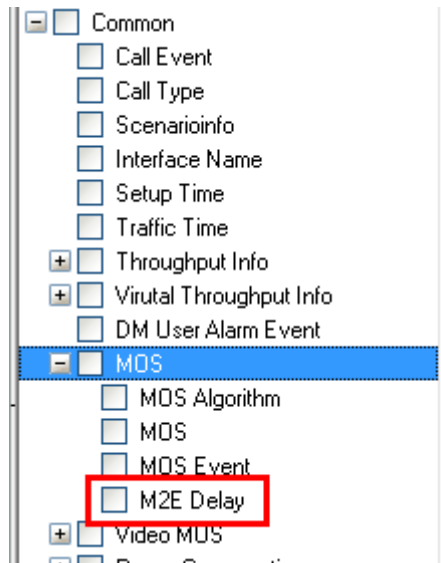 Common
Call Event
Call Type
Scenarioinfo
Interface Name
Setup Time
Traffic Time
Throughput Info
Virutal Throughput Info
DM User Alarm Event
MOS
MOS Algorithm
MOS
MOS Event
M2E Delay
Video MOS